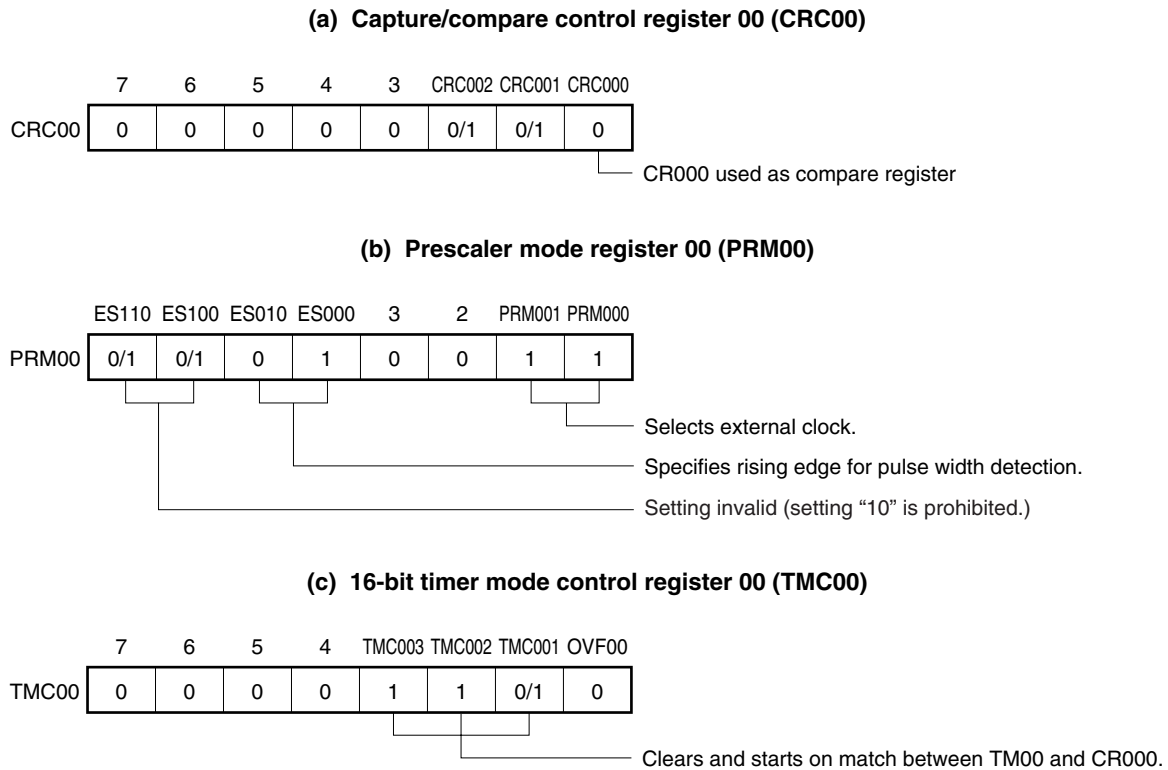 (a) Capture/compare control register 00 (CRC00)
7 6 5 4 3 CRC002 CRC001 CRC000
CRC00 0 0 0 0 0 0/1 0/1 0
CR000 used as compare register
(b) Prescaler mode register 00 (PRM00)
ES110 ES100 ES010 ES000 3 2 PRM001 PRM000
PRM00 0/1 0/1 0 1 0 0 1 1
Selects external clock.
Specifies rising edge for pulse width detection.
Setting invalid (setting “10” is prohibited.)
(c) 16-bit timer mode control register 00 (TMC00)
7 6 5 4 TMC003 TMC002 TMC001 OVF00
TMC00 0 0 0 0 1 1 0/1 0
Clears and starts on match between TM00 and CR000.